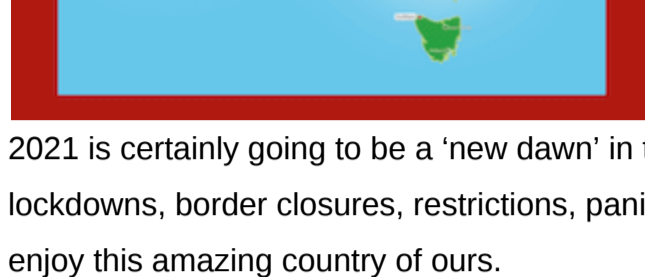 2021 is certainly going to be a ‘new dawn’ in
lockdowns, border closures, restrictions, pani
enjoy this amazing country of ours.